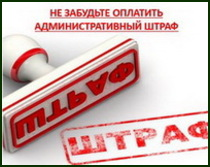 НЕ ЗАБУДЬТЕ ОПЛАТИТЬ
АДМИНИСТРАТИВНЫЙ ШТРАФ
ШТРАФ
ШТРАФ